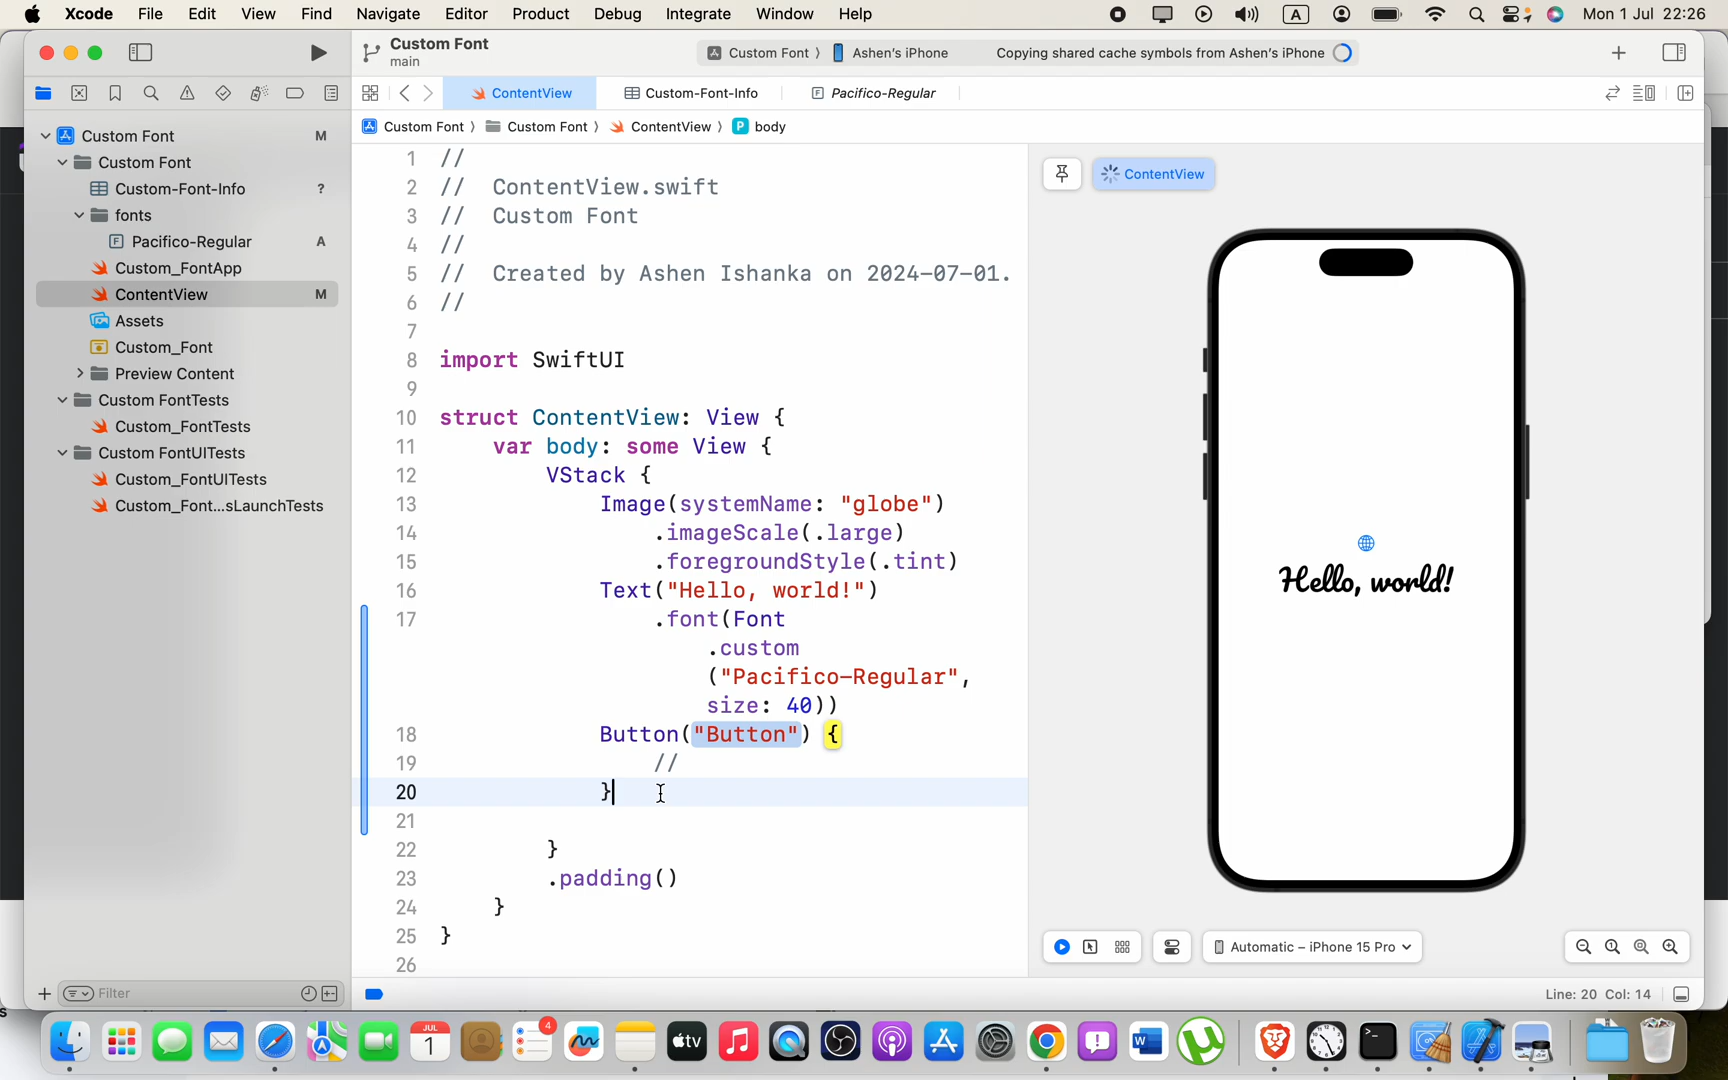 Xcode File Edit View Find Navigate Editor Product Debug Integrate Window Help A Mon 1 Jul 22:26
Custom Font
main
Custom Font 〉 Ashen's iPhone Copying shared cache symbols from Ashen's iPhone
ContentView Custom-Font-Info Pacifico-Regular
Custom Font 〉 Custom Font 〉 ContentView 〉 P body
Custom Font M
Custom Font
Custom-Font-Info ?
fonts
Pacifico-Regular A
Custom_FontApp
ContentView M
Assets
Custom_Font
Preview Content
Custom FontTests
Custom_FontTests
Custom FontUITests
Custom_FontUITests
Custom_Font...sLaunchTests
Filter
1 //
2 // ContentView.swift
3 // Custom Font
4 //
5 // Created by Ashen Ishanka on 2024-07-01.
6 //
7
8 import SwiftUI
9
10 struct ContentView: View {
11 var body: some View {
12 VStack {
13 Image(systemName: "globe")
14 .imageScale(.large)
15 .foregroundStyle(.tint)
16 Text("Hello, world!")
17 .font(Font
.custom
("Pacifico-Regular",
size: 40))
18 Button("Button") {
19 //
20 }
21
22 }
23 .padding()
24 }
25 }
26
ContentView
Hello, world!
Automatic – iPhone 15 Pro
Line: 20 Col: 14
JUL
1
4
tv
W